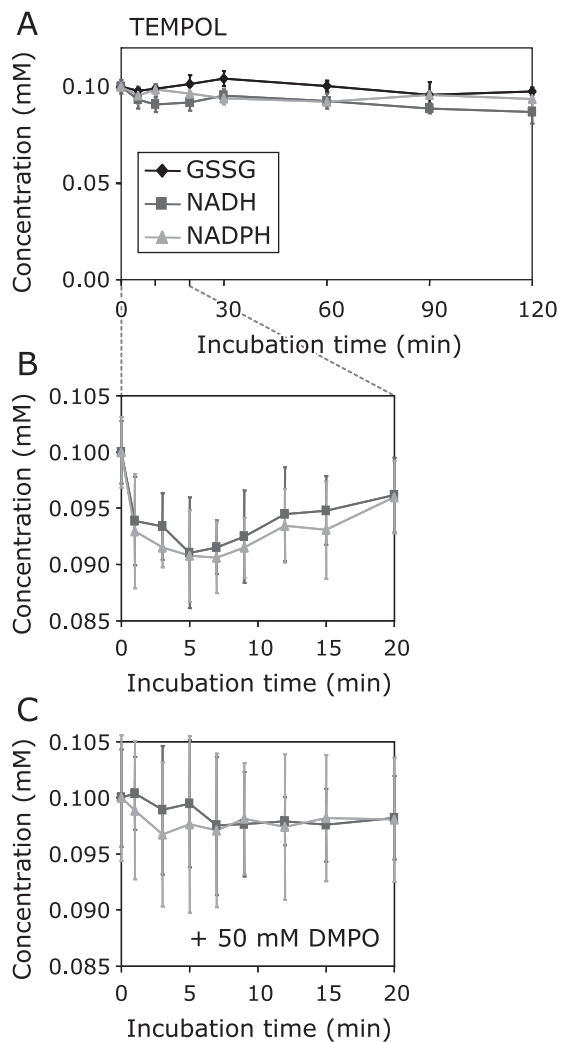 A
TEMPOL
Concentration (mM)
0.10
0.05
0.00
GSSG
NADH
NADPH
0 30 60 90 120
Incubation time (min)
B
Concentration (mM)
0.105
0.100
0.095
0.090
0.085
0 5 10 15 20
Incubation time (min)
C
Concentration (mM)
0.105
0.100
0.095
0.090
0.085
+ 50 mM DMPO
0 5 10 15 20
Incubation time (min)